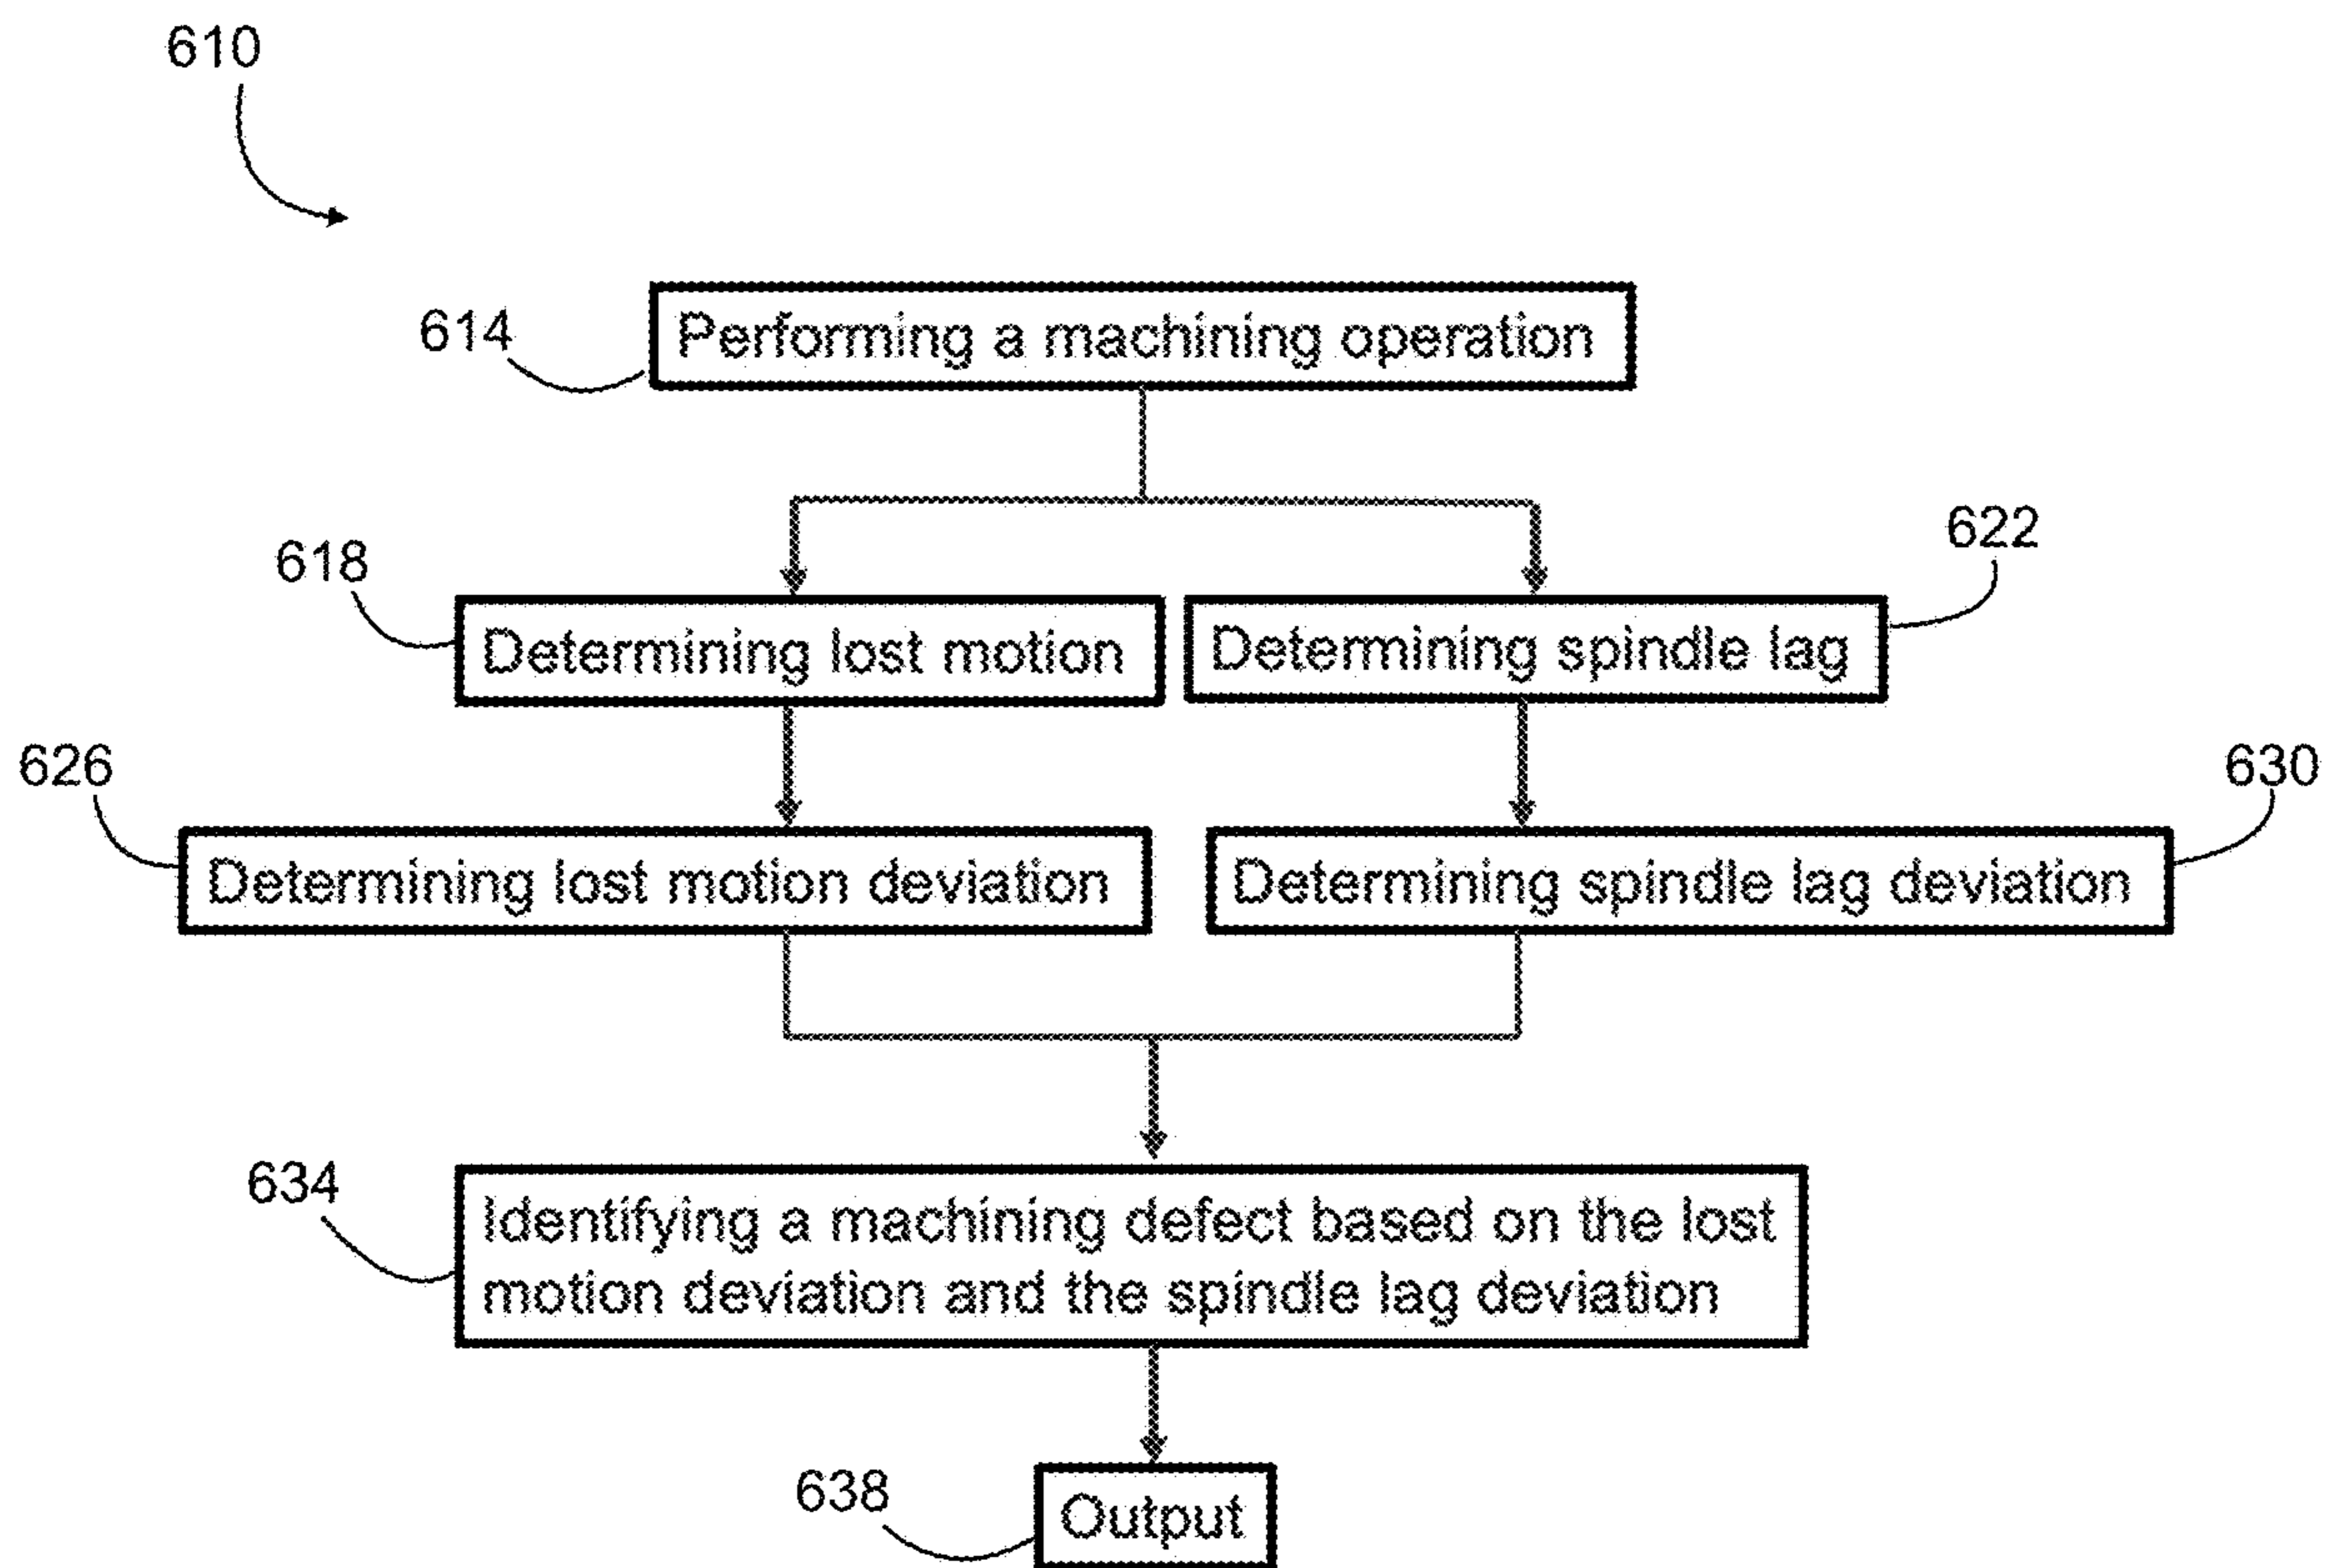 610
614
Performing a machining operation
618
622
Determining lost motion
Determining spindle lag
626
630
Determining lost motion deviation
Determining spindle lag deviation
634
Identifying a machining defect based on the lost
motion deviation and the spindle lag deviation
638
Output